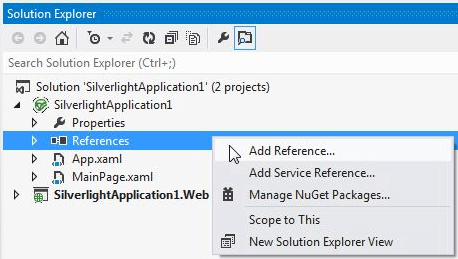 Solution Explorer
Search Solution Explorer (Ctrl+;)
Solution 'SilverlightApplication1' (2 projects)
SilverlightApplication1
Properties
References
App.xaml
MainPage.xaml
SilverlightApplication1.Web
Add Reference...
Add Service Reference...
Manage NuGet Packages...
Scope to This
New Solution Explorer View